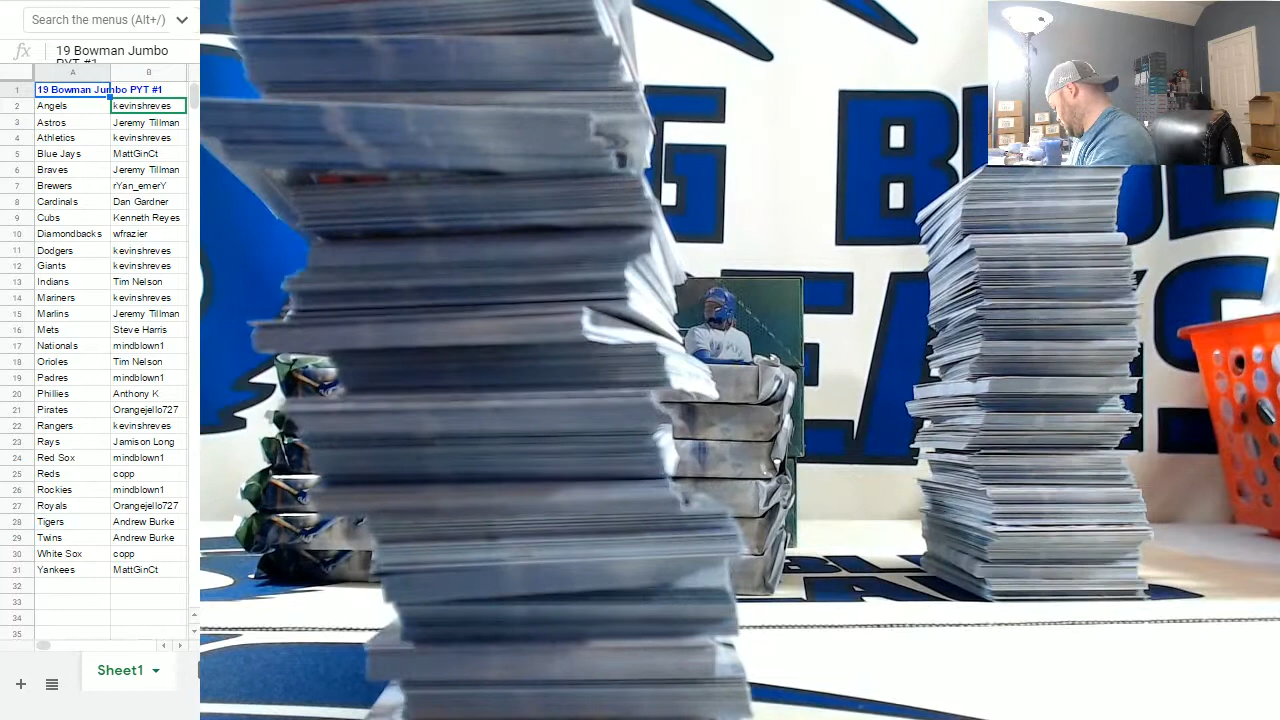 Search the menus (Alt+/)
fx 19 Bowman Jumbo
PYT #1
A B
1 19 Bowman Jumbo PYT #1
2 Angels kevinshreves
3 Astros Jeremy Tillman
4 Athletics kevinshreves
5 Blue Jays MattGinCt
6 Braves Jeremy Tillman
7 Brewers rYan_emerY
8 Cardinals Dan Gardner
9 Cubs Kenneth Reyes
10 Diamondbacks wfrazier
11 Dodgers kevinshreves
12 Giants kevinshreves
13 Indians Tim Nelson
14 Mariners kevinshreves
15 Marlins Jeremy Tillman
16 Mets Steve Harris
17 Nationals mindblown1
18 Orioles Tim Nelson
19 Padres mindblown1
20 Phillies Anthony K
21 Pirates Orangejello727
22 Rangers kevinshreves
23 Rays Jamison Long
24 Red Sox mindblown1
25 Reds copp
26 Rockies mindblown1
27 Royals Orangejello727
28 Tigers Andrew Burke
29 Twins Andrew Burke
30 White Sox copp
31 Yankees MattGinCt
32
33
34
35
Sheet1